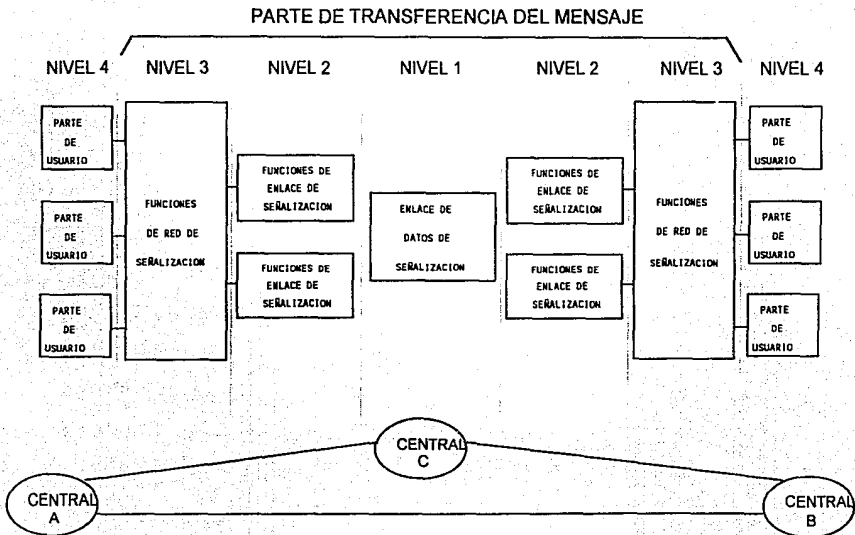 PARTE DE TRANSFERENCIA DEL MENSAJE
NIVEL 4 NIVEL 3 NIVEL 2 NIVEL 1 NIVEL 2 NIVEL 3 NIVEL 4
PARTE
DE
USUARIO
PARTE
DE
USUARIO
PARTE
DE
USUARIO
FUNCIONES
DE RED DE
SEÑALIZACION
FUNCIONES DE
ENLACE DE
SEÑALIZACION
FUNCIONES DE
ENLACE DE
SEÑALIZACION
ENLACE DE
DATOS DE
SEÑALIZACION
FUNCIONES DE
ENLACE DE
SEÑALIZACION
FUNCIONES DE
ENLACE DE
SEÑALIZACION
FUNCIONES
DE RED DE
SEÑALIZACION
PARTE
DE
USUARIO
PARTE
DE
USUARIO
PARTE
DE
USUARIO
CENTRAL
C
CENTRAL
A
CENTRAL
B